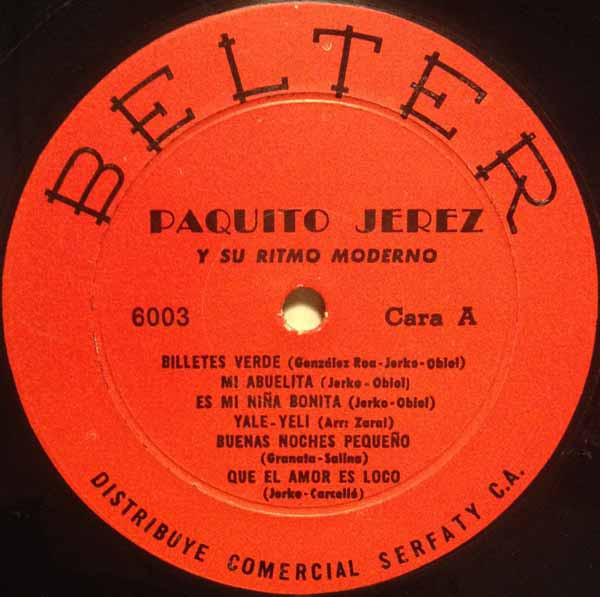 BELTER
PAQUITO JEREZ
Y SU RITMO MODERNO
6003 Cara A
BILLETES VERDE (González Roa-Jerko-Obiol)
MI ABUELITA (Jerko-Obiol)
ES MI NIÑA BONITA (Jerko-Obiol)
YALE-YELI (Arr: Zaral)
BUENAS NOCHES PEQUEÑO
(Granata-Salina)
QUE EL AMOR ES LOCO
(Jerko-Carcellá)
DISTRIBUYE COMERCIAL SERFATY C.A.